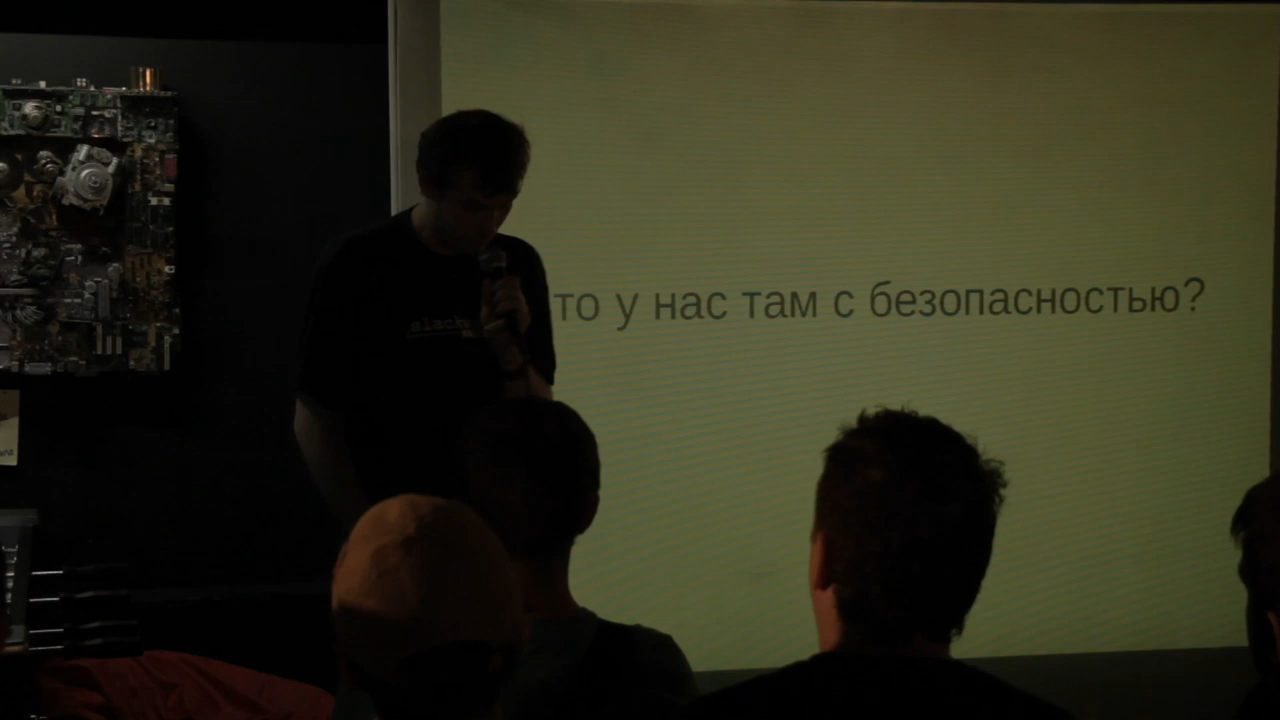 то у нас там с безопасностью?